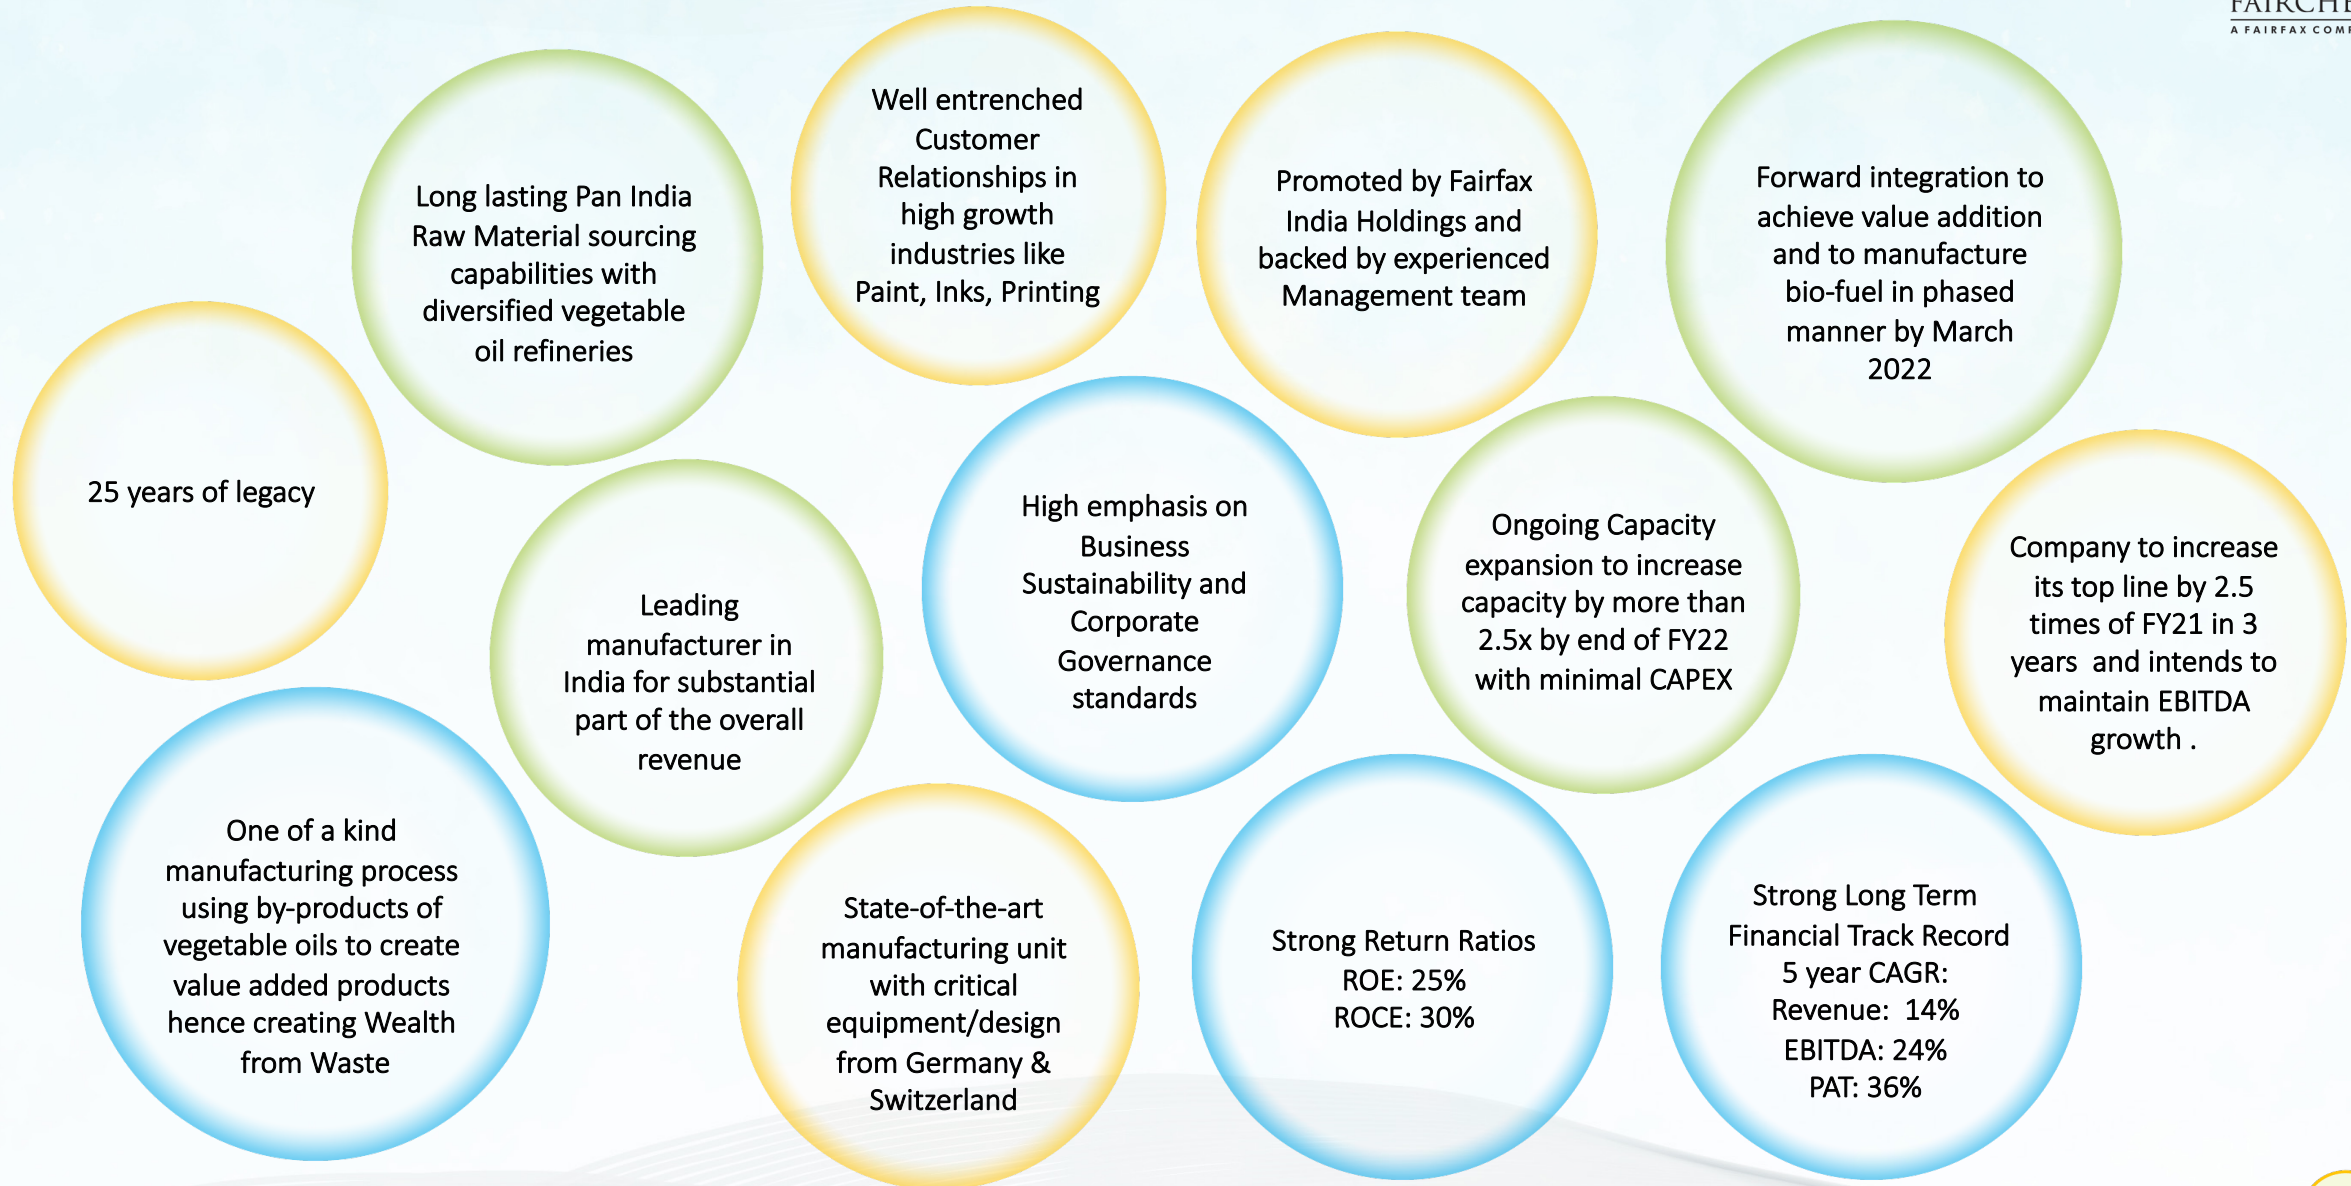 FAIRCHE
A FAIRFAX COMP
Well entrenched
Customer
Relationships in
high growth
industries like
Paint, Inks, Printing
Long lasting Pan India
Raw Material sourcing
capabilities with
diversified vegetable
oil refineries
Promoted by Fairfax
India Holdings and
backed by experienced
Management team
Forward integration to
achieve value addition
and to manufacture
bio-fuel in phased
manner by March
2022
25 years of legacy
Leading
manufacturer in
India for substantial
part of the overall
revenue
High emphasis on
Business
Sustainability and
Corporate
Governance
standards
Ongoing Capacity
expansion to increase
capacity by more than
2.5x by end of FY22
with minimal CAPEX
Company to increase
its top line by 2.5
times of FY21 in 3
years  and intends to
maintain EBITDA
growth .
One of a kind
manufacturing process
using by-products of
vegetable oils to create
value added products
hence creating Wealth
from Waste
State-of-the-art
manufacturing unit
with critical
equipment/design
from Germany &
Switzerland
Strong Return Ratios
ROE: 25%
ROCE: 30%
Strong Long Term
Financial Track Record
5 year CAGR:
Revenue:  14%
EBITDA: 24%
PAT: 36%